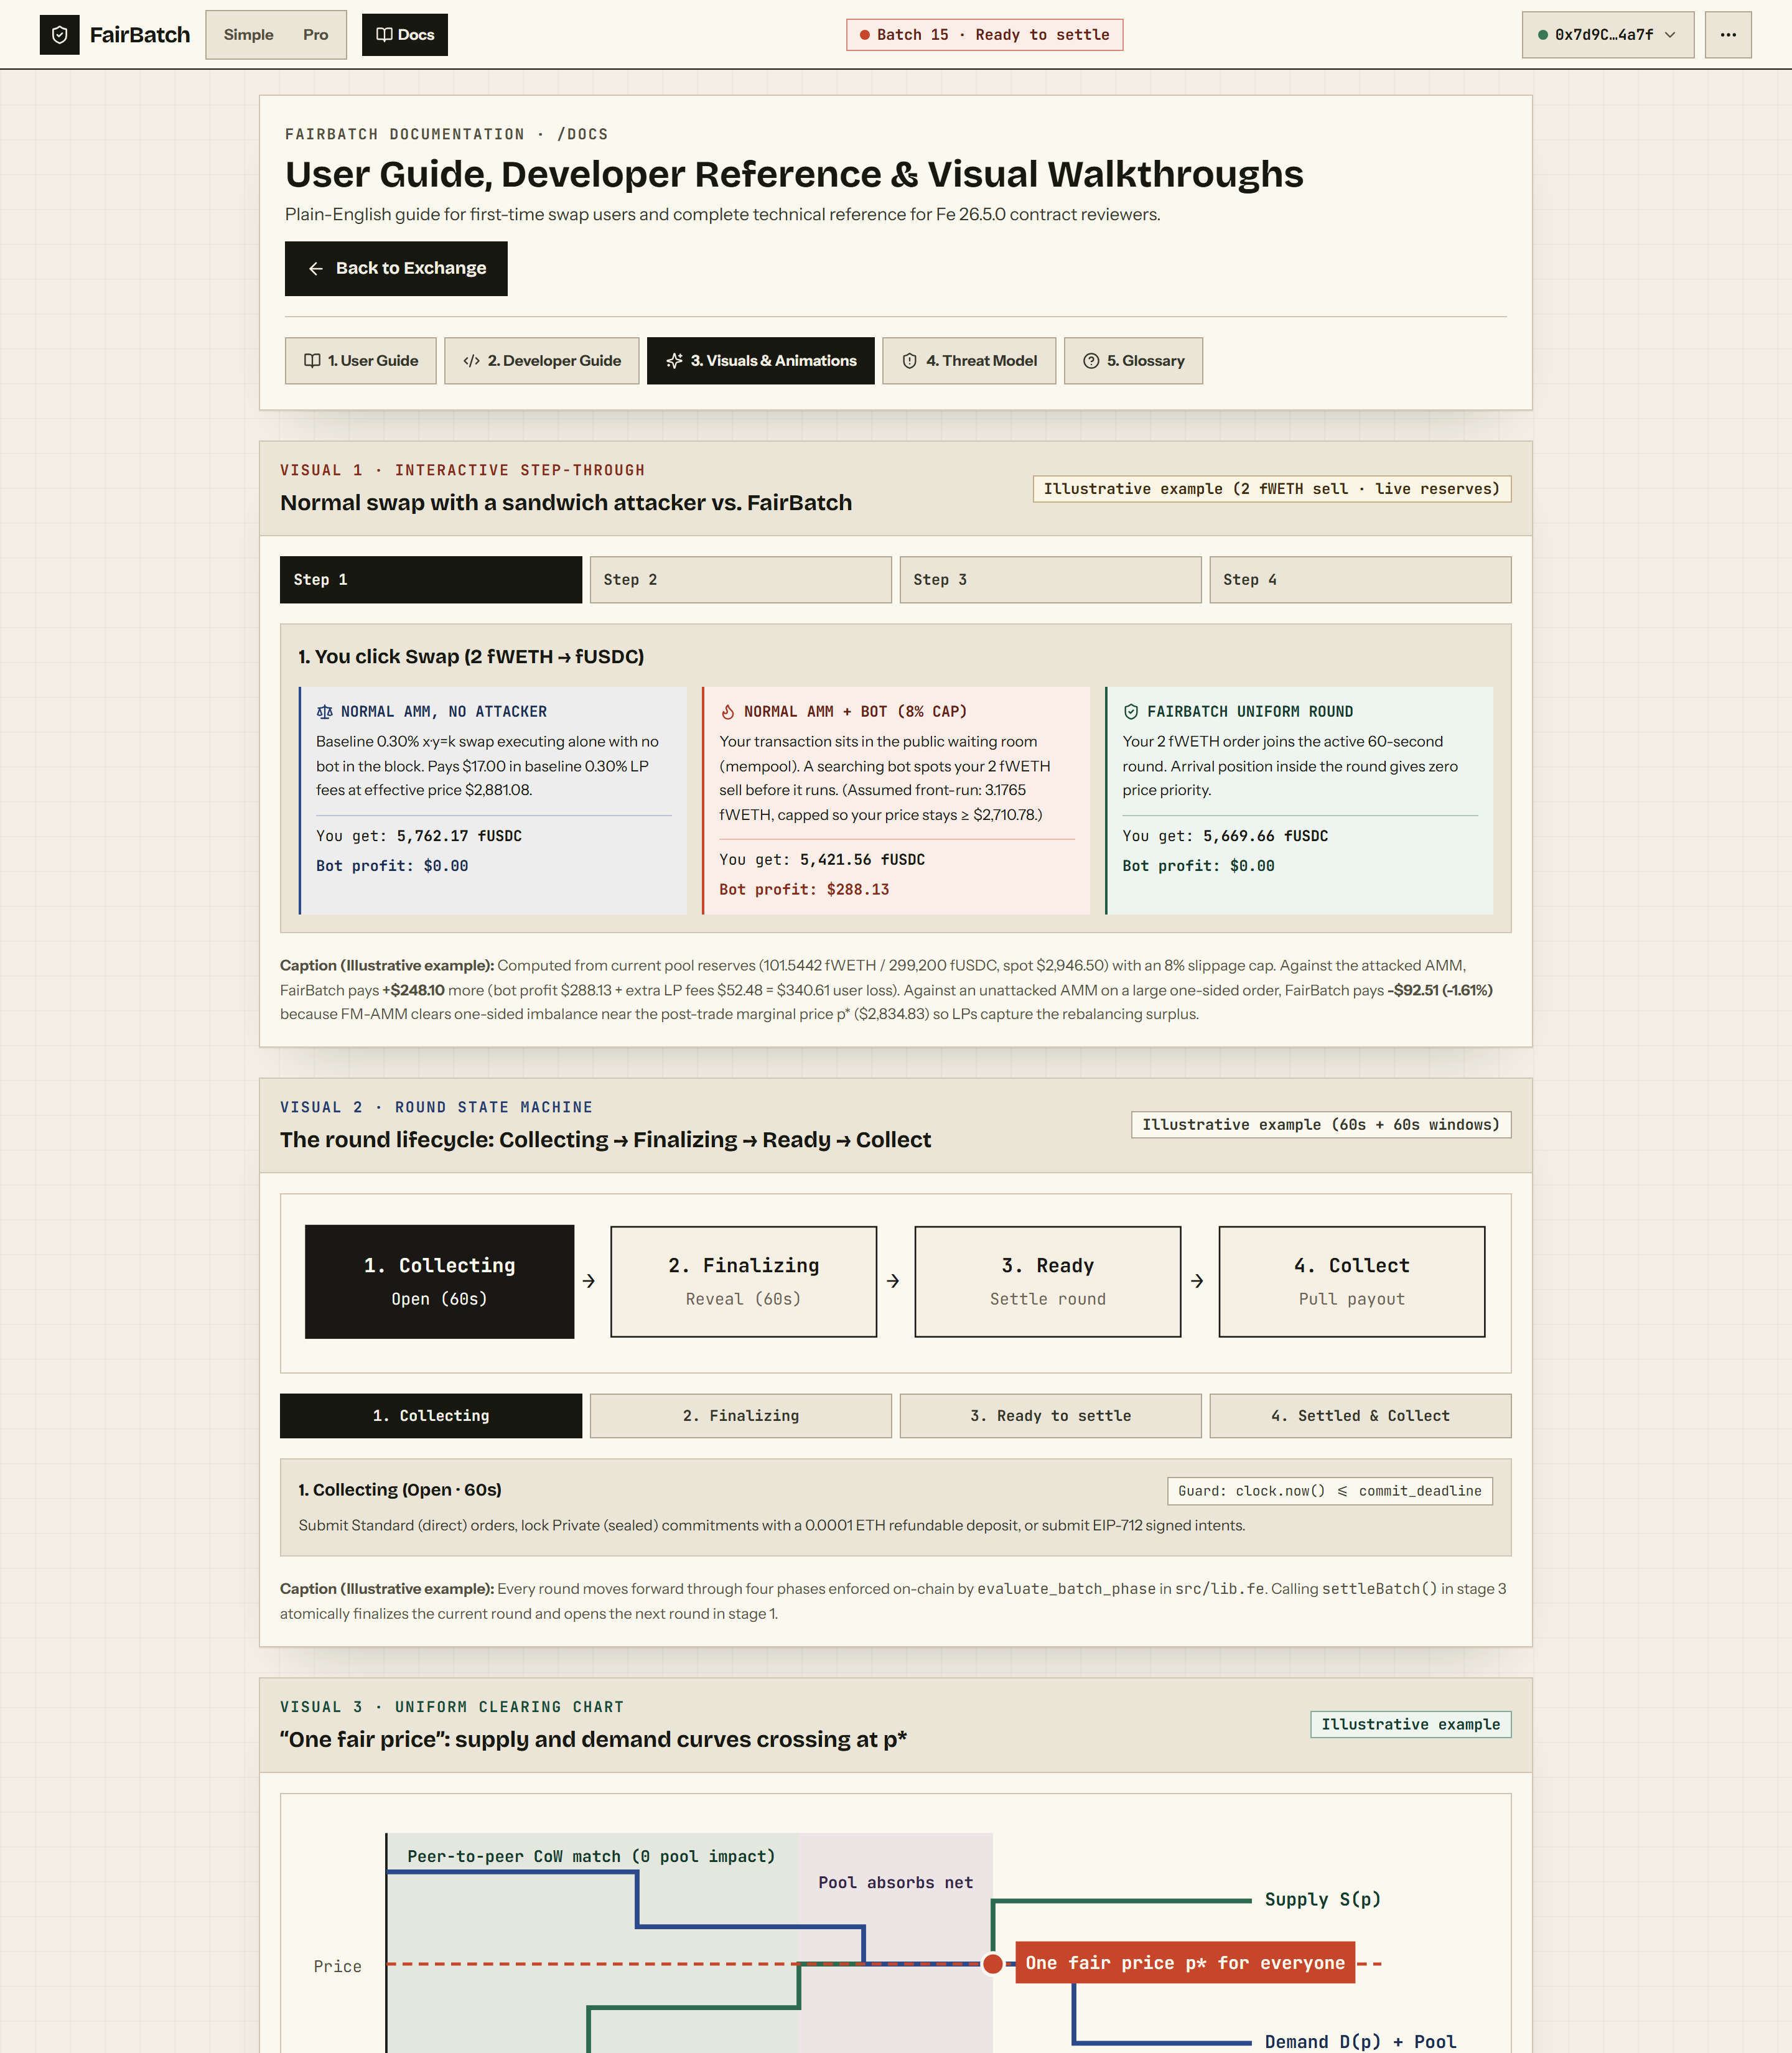 FairBatch
Simple
Pro
Docs
Batch 15 · Ready to settle
0x7d9C…4a7f
FAIRBATCH DOCUMENTATION · /DOCS
User Guide, Developer Reference & Visual Walkthroughs
Plain-English guide for first-time swap users and complete technical reference for Fe 26.5.0 contract reviewers.
← Back to Exchange
1. User Guide
2. Developer Guide
3. Visuals & Animations
4. Threat Model
5. Glossary
VISUAL 1 · INTERACTIVE STEP-THROUGH
Normal swap with a sandwich attacker vs. FairBatch
Illustrative example (2 fWETH sell · live reserves)
Step 1
Step 2
Step 3
Step 4
1. You click Swap (2 fWETH → fUSDC)
NORMAL AMM, NO ATTACKER
Baseline 0.30% x·y=k swap executing alone with no
bot in the block. Pays $17.00 in baseline 0.30% LP
fees at effective price $2,881.08.
You get: 5,762.17 fUSDC
Bot profit: $0.00
NORMAL AMM + BOT (8% CAP)
Your transaction sits in the public waiting room
(mempool). A searching bot spots your 2 fWETH
sell before it runs. (Assumed front-run: 3.1765
fWETH, capped so your price stays ≥ $2,710.78.)
You get: 5,421.56 fUSDC
Bot profit: $288.13
FAIRBATCH UNIFORM ROUND
Your 2 fWETH order joins the active 60-second
round. Arrival position inside the round gives zero
price priority.
You get: 5,669.66 fUSDC
Bot profit: $0.00
Caption (Illustrative example): Computed from current pool reserves (101.5442 fWETH / 299,200 fUSDC, spot $2,946.50) with an 8% slippage cap. Against the attacked AMM,
FairBatch pays +$248.10 more (bot profit $288.13 + extra LP fees $52.48 = $340.61 user loss). Against an unattacked AMM on a large one-sided order, FairBatch pays -$92.51 (-1.61%)
because FM-AMM clears one-sided imbalance near the post-trade marginal price p* ($2,834.83) so LPs capture the rebalancing surplus.
VISUAL 2 · ROUND STATE MACHINE
The round lifecycle: Collecting → Finalizing → Ready → Collect
Illustrative example (60s + 60s windows)
1. Collecting
Open (60s)
→
2. Finalizing
Reveal (60s)
→
3. Ready
Settle round
→
4. Collect
Pull payout
1. Collecting
2. Finalizing
3. Ready to settle
4. Settled & Collect
1. Collecting (Open · 60s)
Guard: clock.now() ⩽ commit_deadline
Submit Standard (direct) orders, lock Private (sealed) commitments with a 0.0001 ETH refundable deposit, or submit EIP-712 signed intents.
Caption (Illustrative example): Every round moves forward through four phases enforced on-chain by evaluate_batch_phase in src/lib.fe. Calling settleBatch() in stage 3
atomically finalizes the current round and opens the next round in stage 1.
VISUAL 3 · UNIFORM CLEARING CHART
“One fair price”: supply and demand curves crossing at p*
Illustrative example
Peer-to-peer CoW match (0 pool impact)
Pool absorbs net
Supply S(p)
Price
One fair price p* for everyone
Demand D(p) + Pool